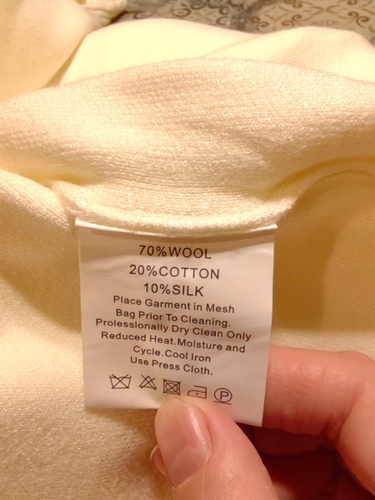 70%WOOL
20%COTTON
10%SILK
Place Garment in Mesh
Bag Prior To Cleaning.
Professionally Dry Clean Only
Reduced Heat.Moisture and
Cycle.Cool Iron
Use Press Cloth.
P